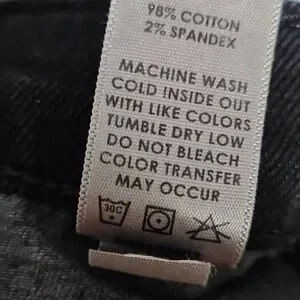 98% COTTON
2% SPANDEX
MACHINE WASH
COLD INSIDE OUT
WITH LIKE COLORS
TUMBLE DRY LOW
DO NOT BLEACH
COLOR TRANSFER
MAY OCCUR
30C